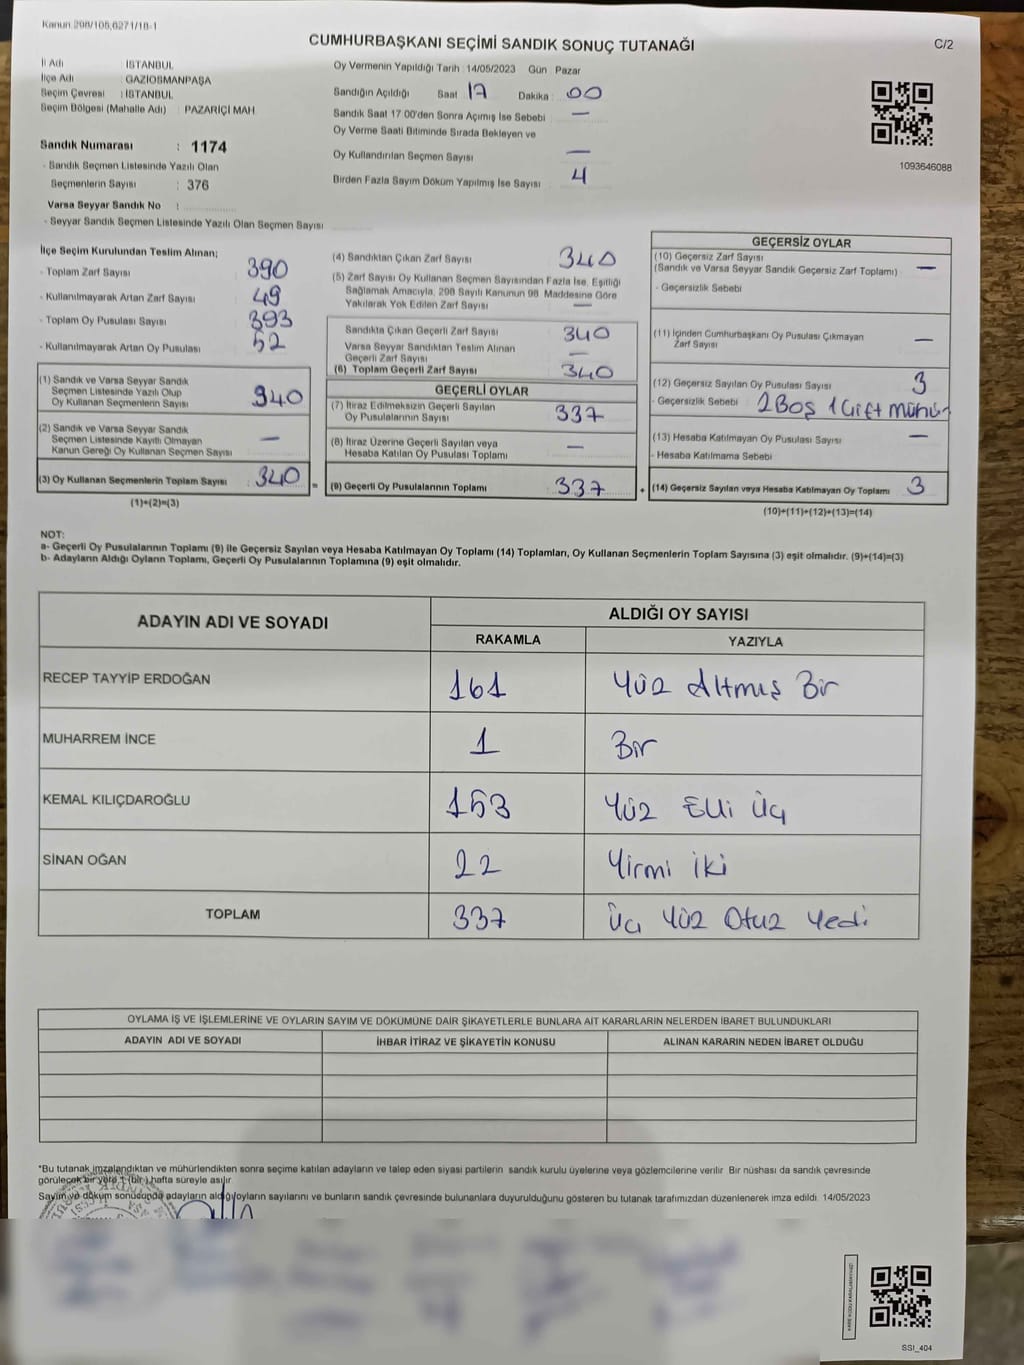 Kanun 298/105,6271/18-1
CUMHURBAŞKANI SEÇİMİ SANDIK SONUÇ TUTANAĞI
C/2
İl Adı : İSTANBUL
İlçe Adı : GAZİOSMANPAŞA
Seçim Çevresi : İSTANBUL
Seçim Bölgesi (Mahalle Adı) : PAZARİÇİ MAH
Sandık Numarası : 1174
- Sandık Seçmen Listesinde Yazılı Olan
Seçmenlerin Sayısı : 376
Varsa Seyyar Sandık No :
- Seyyar Sandık Seçmen Listesinde Yazılı Olan Seçmen Sayısı
Oy Vermenin Yapıldığı Tarih : 14/05/2023 Gün : Pazar
Sandığın Açıldığı Saat 17 Dakika : 00
Sandık Saat 17:00'den Sonra Açımış İse Sebebi —
Oy Verme Saati Bitiminde Sırada Bekleyen ve
Oy Kullandırılan Seçmen Sayısı —
Birden Fazla Sayım Döküm Yapılmış İse Sayısı 4
1093646088
İlçe Seçim Kurulundan Teslim Alınan;
- Toplam Zarf Sayısı 390
- Kullanılmayarak Artan Zarf Sayısı 49
- Toplam Oy Pusulası Sayısı 393
- Kullanılmayarak Artan Oy Pusulası 52
(1) Sandık ve Varsa Seyyar Sandık
Seçmen Listesinde Yazılı Olup
Oy Kullanan Seçmenlerin Sayısı 340
(2) Sandık ve Varsa Seyyar Sandık
Seçmen Listesinde Kayıtlı Olmayan
Kanun Gereği Oy Kullanan Seçmen Sayısı —
(3) Oy Kullanan Seçmenlerin Toplam Sayısı 340 =
(1)+(2)=(3)
(4) Sandıktan Çıkan Zarf Sayısı 340
(5) Zarf Sayısı Oy Kullanan Seçmen Sayısından Fazla İse, Eşitliği
Sağlamak Amacıyla, 298 Sayılı Kanunun 98. Maddesine Göre
Yakılarak Yok Edilen Zarf Sayısı —
Sandıkta Çıkan Geçerli Zarf Sayısı 340
Varsa Seyyar Sandıktan Teslim Alınan
Geçerli Zarf Sayısı —
(6) Toplam Geçerli Zarf Sayısı 340
GEÇERLİ OYLAR
(7) İtiraz Edilmeksizin Geçerli Sayılan
Oy Pusulalarının Sayısı 337
(8) İtiraz Üzerine Geçerli Sayılan veya
Hesaba Katılan Oy Pusulası Toplamı —
(9) Geçerli Oy Pusulalarının Toplamı 337 +
GEÇERSİZ OYLAR
(10) Geçersiz Zarf Sayısı
(Sandık ve Varsa Seyyar Sandık Geçersiz Zarf Toplamı) —
- Geçersizlik Sebebi
(11) İçinden Cumhurbaşkanı Oy Pusulası Çıkmayan
Zarf Sayısı —
(12) Geçersiz Sayılan Oy Pusulası Sayısı 3
- Geçersizlik Sebebi 2 Boş 1 Çift mühür
(13) Hesaba Katılmayan Oy Pusulası Sayısı —
- Hesaba Katılmama Sebebi
(14) Geçersiz Sayılan veya Hesaba Katılmayan Oy Toplamı 3
(10)+(11)+(12)+(13)=(14)
NOT:
a- Geçerli Oy Pusulalarının Toplamı (9) ile Geçersiz Sayılan veya Hesaba Katılmayan Oy Toplamı (14) Toplamları, Oy Kullanan Seçmenlerin Toplam Sayısına (3) eşit olmalıdır. (9)+(14)=(3)
b- Adayların Aldığı Oyların Toplamı, Geçerli Oy Pusulalarının Toplamına (9) eşit olmalıdır.
ADAYIN ADI VE SOYADI
ALDIĞI OY SAYISI
RAKAMLA YAZIYLA
RECEP TAYYİP ERDOĞAN 161 Yüz Altmış Bir
MUHARREM İNCE 1 Bir
KEMAL KILIÇDAROĞLU 153 Yüz Elli Üç
SİNAN OĞAN 22 Yirmi İki
TOPLAM 337 Üç Yüz Otuz Yedi
OYLAMA İŞ VE İŞLEMLERİNE VE OYLARIN SAYIM VE DÖKÜMÜNE DAİR ŞİKAYETLERLE BUNLARA AİT KARARLARIN NELERDEN İBARET BULUNDUKLARI
ADAYIN ADI VE SOYADI İHBAR İTİRAZ VE ŞİKAYETİN KONUSU ALINAN KARARIN NEDEN İBARET OLDUĞU
*Bu tutanak imzalandıktan ve mühürlendikten sonra seçime katılan adayların ve talep eden siyasi partilerin sandık kurulu üyelerine veya gözlemcilerine verilir. Bir nüshası da sandık çevresinde
görülecek bir yere 1 (bir) hafta süreyle asılır.
Sayım ve döküm sonucunda adayların aldığı oyların sayılarını ve bunların sandık çevresinde bulunanlara duyurulduğunu gösteren bu tutanak tarafımızdan düzenlenerek imza edildi. 14/05/2023
SSI_404